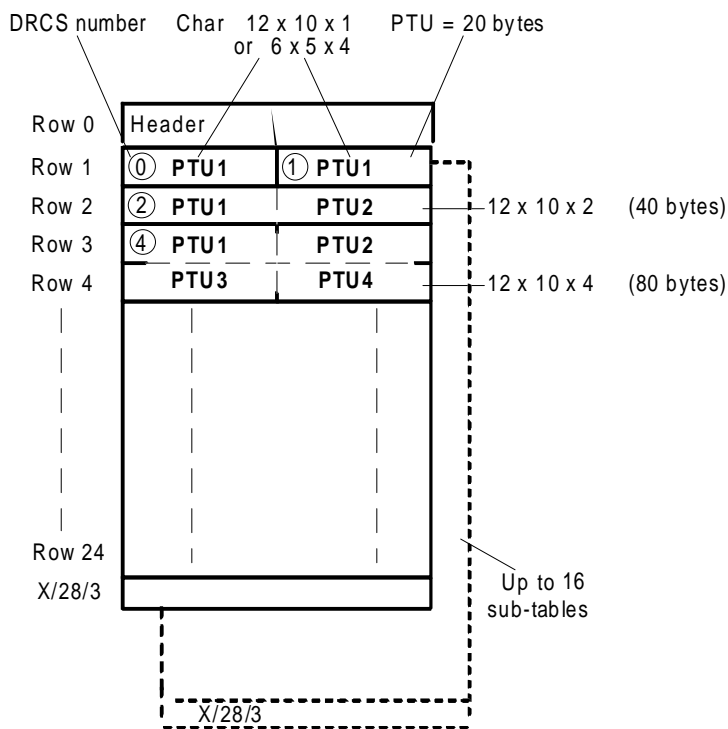 DRCS number Char 12 x 10 x 1 PTU = 20 bytes
or 6 x 5 x 4
Row 0 Header
Row 1 0 PTU1 1 PTU1
Row 2 2 PTU1 PTU2 12 x 10 x 2 (40 bytes)
Row 3 4 PTU1 PTU2
Row 4 PTU3 PTU4 12 x 10 x 4 (80 bytes)
Row 24
X/28/3
Up to 16
sub-tables
X/28/3